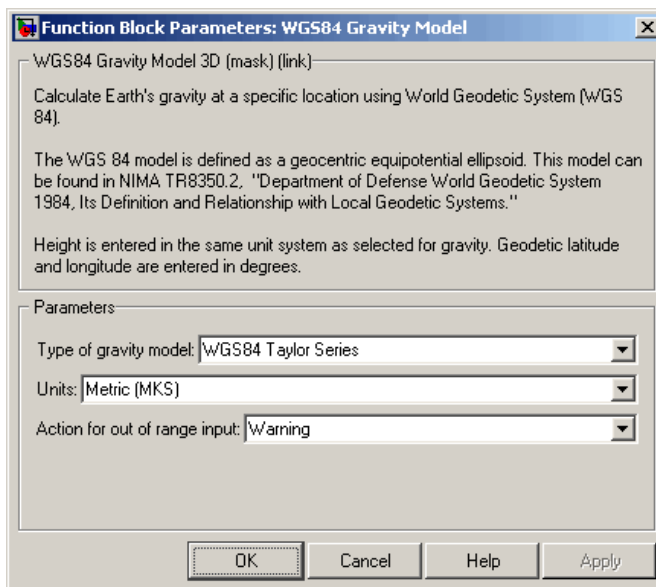 Function Block Parameters: WGS84 Gravity Model
WGS84 Gravity Model 3D (mask) (link)
Calculate Earth's gravity at a specific location using World Geodetic System (WGS
84).
The WGS 84 model is defined as a geocentric equipotential ellipsoid. This model can
be found in NIMA TR8350.2,  "Department of Defense World Geodetic System
1984, Its Definition and Relationship with Local Geodetic Systems."
Height is entered in the same unit system as selected for gravity. Geodetic latitude
and longitude are entered in degrees.
Parameters
Type of gravity model: WGS84 Taylor Series
Units: Metric (MKS)
Action for out of range input: Warning
OK Cancel Help Apply